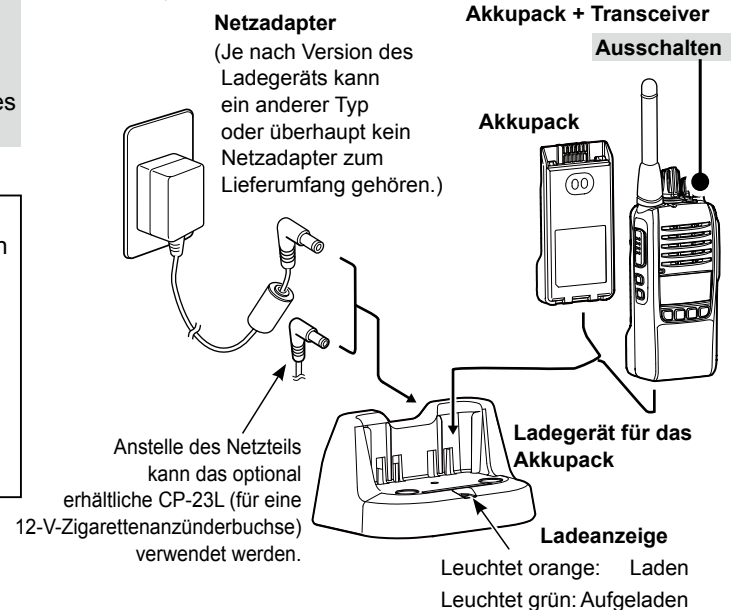 es
n
Netzadapter
(Je nach Version des
Ladegeräts kann
ein anderer Typ
oder überhaupt kein
Netzadapter zum
Lieferumfang gehören.)
Akkupack + Transceiver
Ausschalten
Akkupack
Anstelle des Netzteils
kann das optional
erhältliche CP-23L (für eine
12-V-Zigarettenanzünderbuchse)
verwendet werden.
Ladegerät für das
Akkupack
Ladeanzeige
Leuchtet orange: Laden
Leuchtet grün: Aufgeladen